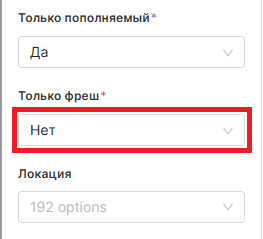 Только пополняемый*
Да
Только фреш*
Нет
Локация
192 options